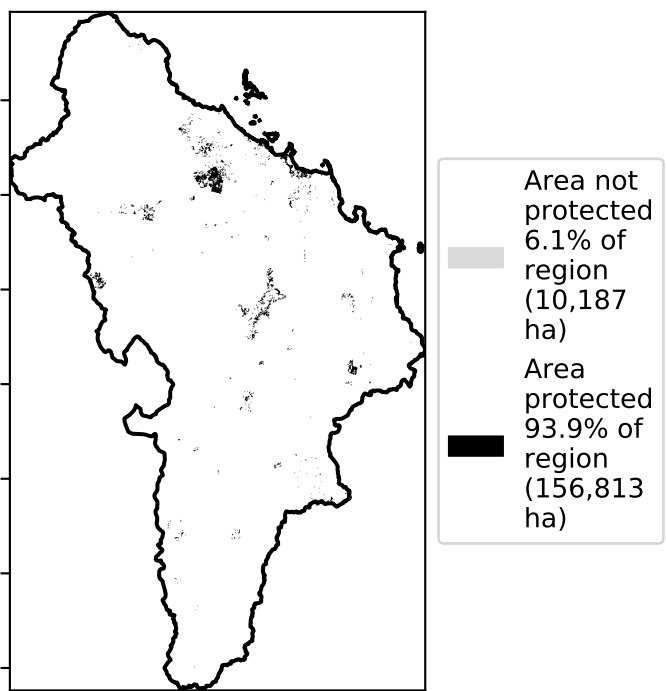 Area not
protected
6.1% of
region
(10,187
ha)
Area
protected
93.9% of
region
(156,813
ha)